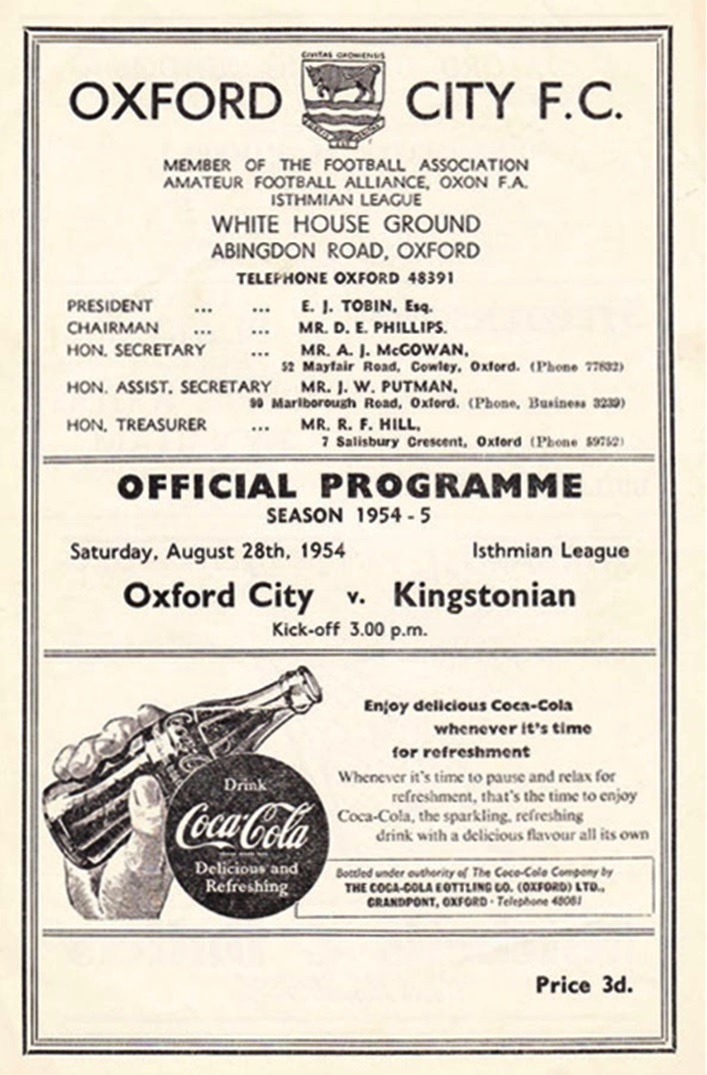 CIVITAS OXONIENSIS
OXFORD CITY F.C.
MEMBER OF THE FOOTBALL ASSOCIATION
AMATEUR FOOTBALL ALLIANCE, OXON F.A.
ISTHMIAN LEAGUE
WHITE HOUSE GROUND
ABINGDON ROAD, OXFORD
TELEPHONE OXFORD 48391
PRESIDENT ... ... E. J. TOBIN, Esq.
CHAIRMAN ... ... MR. D. E. PHILLIPS.
HON. SECRETARY ... MR. A. J. McGOWAN,
52 Mayfair Road, Cowley, Oxford. (Phone 77632)
HON. ASSIST. SECRETARY MR. J. W. PUTMAN,
99 Marlborough Road, Oxford. (Phone, Business 3239)
HON. TREASURER ... MR. R. F. HILL,
7 Salisbury Crescent, Oxford (Phone 59752)
OFFICIAL PROGRAMME
SEASON 1954-5
Saturday, August 28th, 1954 Isthmian League
Oxford City v. Kingstonian
Kick-off 3.00 p.m.
Drink
Coca-Cola
Delicious and
Refreshing
Enjoy delicious Coca-Cola
whenever it's time
for refreshment
Whenever it's time to pause and relax for
refreshment, that's the time to enjoy
Coca-Cola, the sparkling, refreshing
drink with a delicious flavour all its own
Bottled under authority of The Coca-Cola Company by
THE COCA-COLA BOTTLING CO. (OXFORD) LTD.,
GRANDPONT, OXFORD - Telephone 48081
Price 3d.